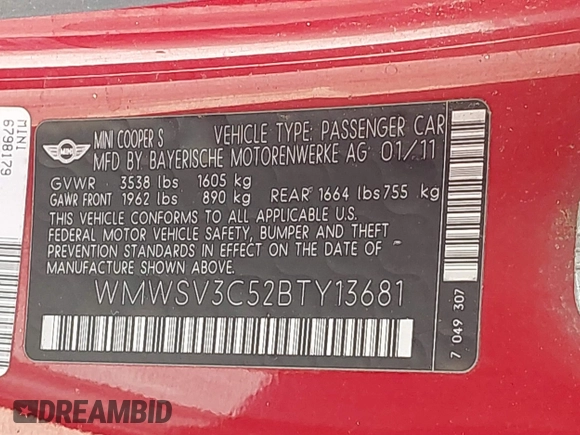 MINI
6798179
MINI
MINI COOPER S VEHICLE TYPE: PASSENGER CAR
MFD BY BAYERISCHE MOTORENWERKE AG 01/11
GVWR 3538 lbs 1605 kg
GAWR FRONT 1962 lbs 890 kg REAR 1664 lbs 755 kg
THIS VEHICLE CONFORMS TO ALL APPLICABLE U.S.
FEDERAL MOTOR VEHICLE SAFETY, BUMPER AND THEFT
PREVENTION STANDARDS IN EFFECT ON THE DATE OF
MANUFACTURE SHOWN ABOVE.
WMWSV3C52BTY13681
7 049 307
DREAMBID